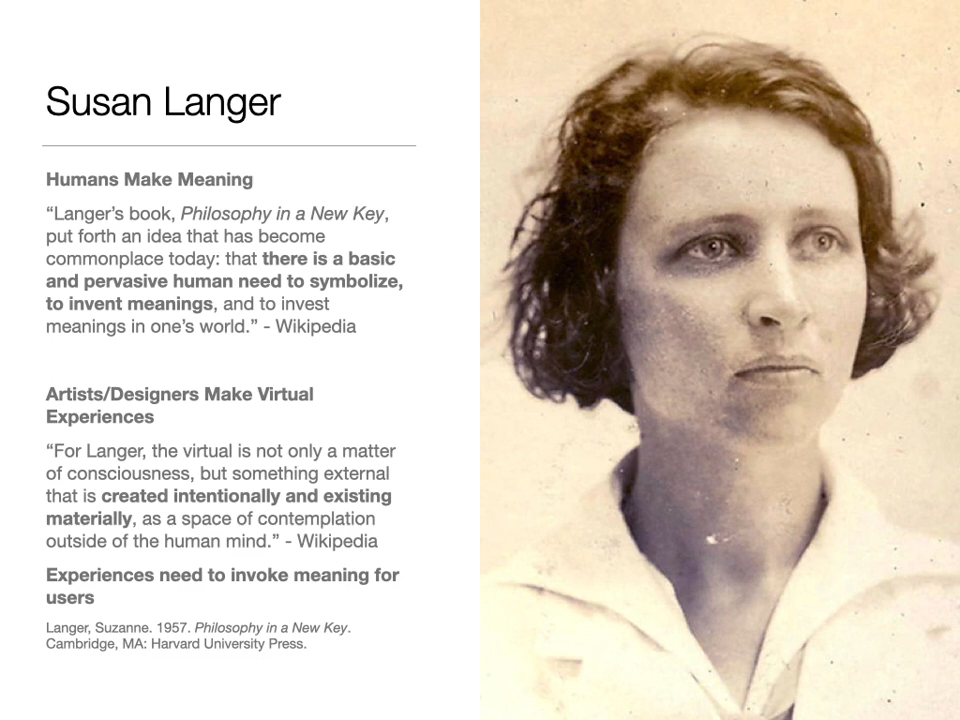 Susan Langer
Humans Make Meaning
“Langer’s book, Philosophy in a New Key,
put forth an idea that has become
commonplace today: that there is a basic
and pervasive human need to symbolize,
to invent meanings, and to invest
meanings in one’s world.” - Wikipedia
Artists/Designers Make Virtual
Experiences
“For Langer, the virtual is not only a matter
of consciousness, but something external
that is created intentionally and existing
materially, as a space of contemplation
outside of the human mind.” - Wikipedia
Experiences need to invoke meaning for
users
Langer, Suzanne. 1957. Philosophy in a New Key.
Cambridge, MA: Harvard University Press.